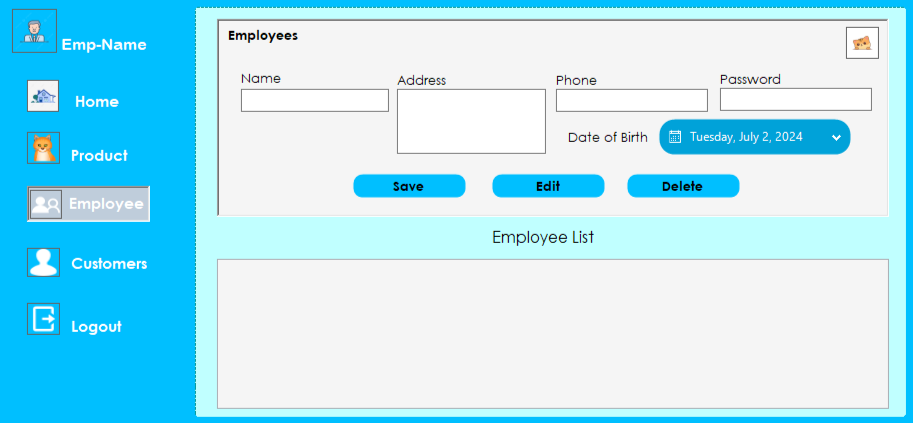 Emp-Name
Home
Product
Employee
Customers
Logout
Employees
Name
Address
Phone
Password
Date of Birth
Tuesday, July 2, 2024
Save
Edit
Delete
Employee List